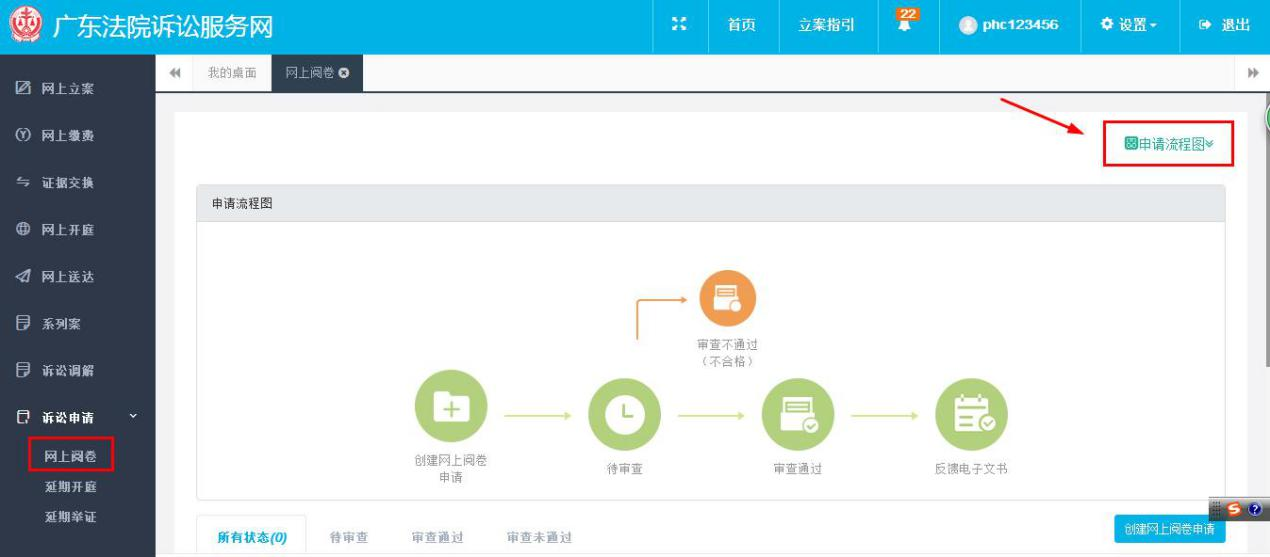 广东法院诉讼服务网
首页
立案指引
22
phc123456
设置
退出
我的桌面
网上阅卷
网上立案
网上缴费
证据交换
网上开庭
网上送达
系列案
诉讼调解
诉讼申请
网上阅卷
延期开庭
延期举证
申请流程图
申请流程图
审查不通过
（不合格）
创建网上阅卷
申请
待审查
审查通过
反馈电子文书
所有状态(0)
待审查
审查通过
审查未通过
创建网上阅卷申请